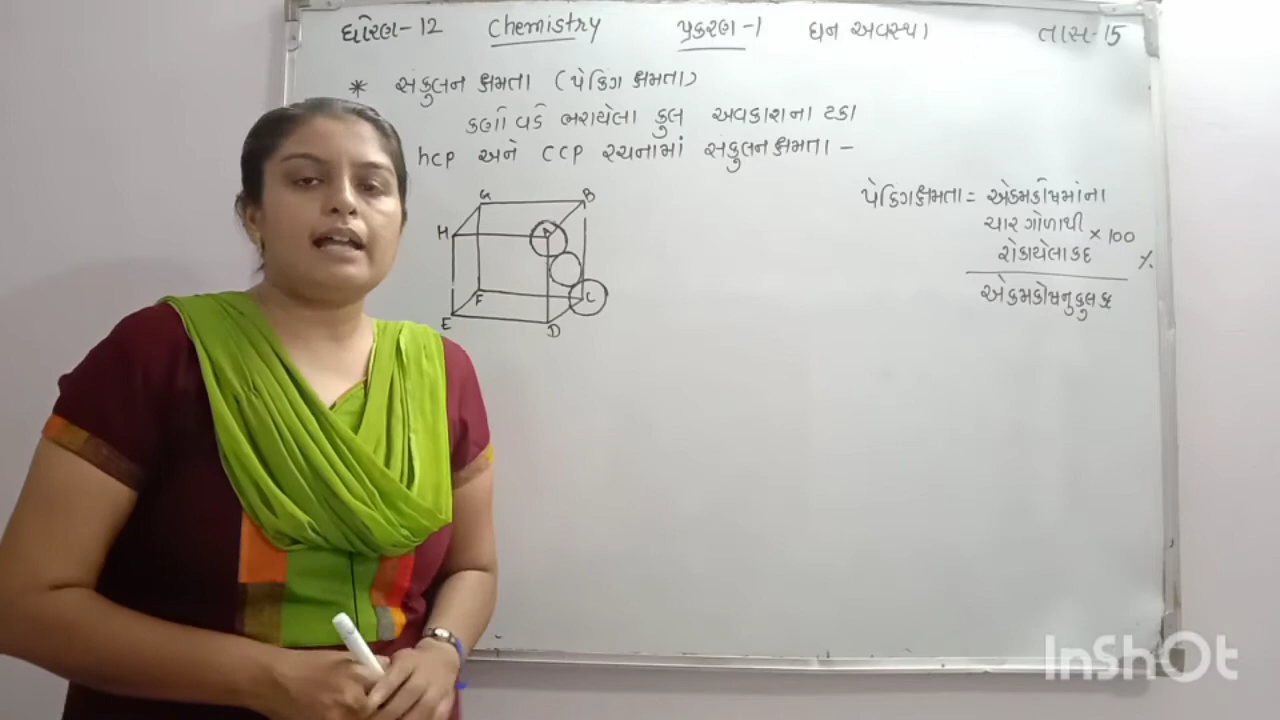 ધોરણ-12 Chemistry પ્રકરણ-1 ઘન અવસ્થા તાસ-15
* સંકુલન ક્ષમતા (પેકિંગ ક્ષમતા)
કણો વડે ભરાયેલા કુલ અવકાશના ટકા
hcp અને CCP રચનામાં સંકુલન ક્ષમતા –
પેકિંગક્ષમતા = એકમકોષમાંના
ચાર ગોળાથી
રોકાયેલા કદ × 100 %
એકમકોષનુ કુલ કદ
G B
H A
F C
E D
InShOt